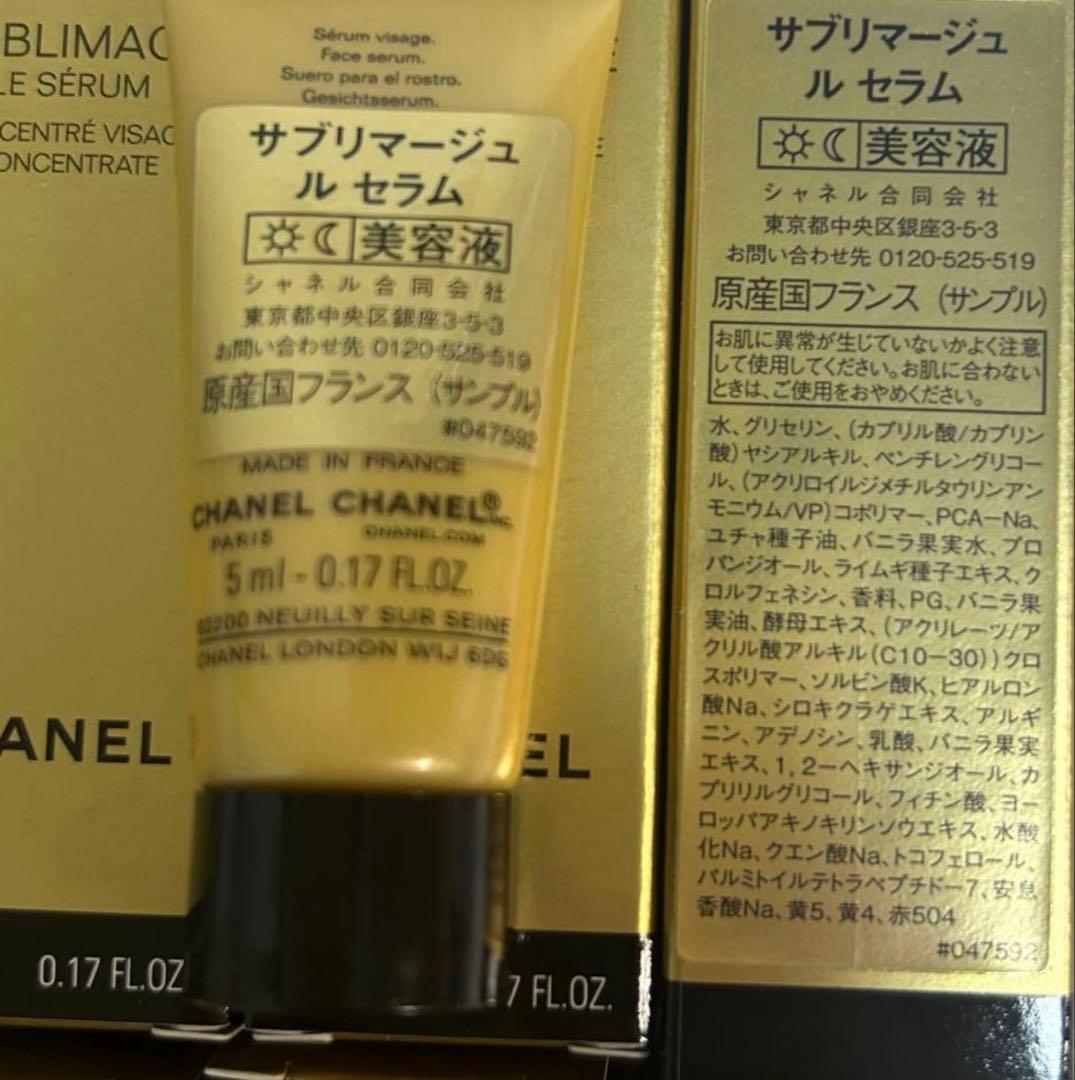 BLIMAC
LE SÉRUM
CENTRÉ VISAC
ONCENTRATE
ANEL
0.17 FL.OZ
Sérum visage.
Face serum.
Suero para el rostro.
Gesichtsserum.
サブリマージュ
ル セラム
美容液
シャネル合同会社
東京都中央区銀座3-5-3
お問い合わせ先 0120-525-519
原産国フランス (サンプル)
#047592
MADE IN FRANCE
CHANEL CHANEL® INC.
PARIS CHANEL.COM
5 ml - 0.17 FL.OZ.
92200 NEUILLY SUR SEINE
CHANEL LONDON W1J 6DG
E
EL
7 FL.OZ.
サブリマージュ
ル セラム
美容液
シャネル合同会社
東京都中央区銀座3-5-3
お問い合わせ先 0120-525-519
原産国フランス (サンプル)
お肌に異常が生じていないかよく注意
して使用してください。お肌に合わない
ときは、ご使用をおやめください。
水、グリセリン、(カプリル酸/カプリン
酸)ヤシアルキル、ペンチレングリコー
ル、(アクリロイルジメチルタウリンアン
モニウム/VP)コポリマー、PCA-Na、
ユチャ種子油、バニラ果実水、プロ
パンジオール、ライムギ種子エキス、ク
ロルフェネシン、香料、PG、バニラ果
実油、酵母エキス、(アクリレーツ/ア
クリル酸アルキル(C10-30))クロ
スポリマー、ソルビン酸K、ヒアルロン
酸Na、シロキクラゲエキス、アルギ
ニン、アデノシン、乳酸、バニラ果実
エキス、1,2-ヘキサンジオール、カ
プリリルグリコール、フィチン酸、ヨー
ロッパアキノキリンソウエキス、水酸
化Na、クエン酸Na、トコフェロール、
パルミトイルテトラペプチド-7、安息
香酸Na、黄5、黄4、赤504
#047592